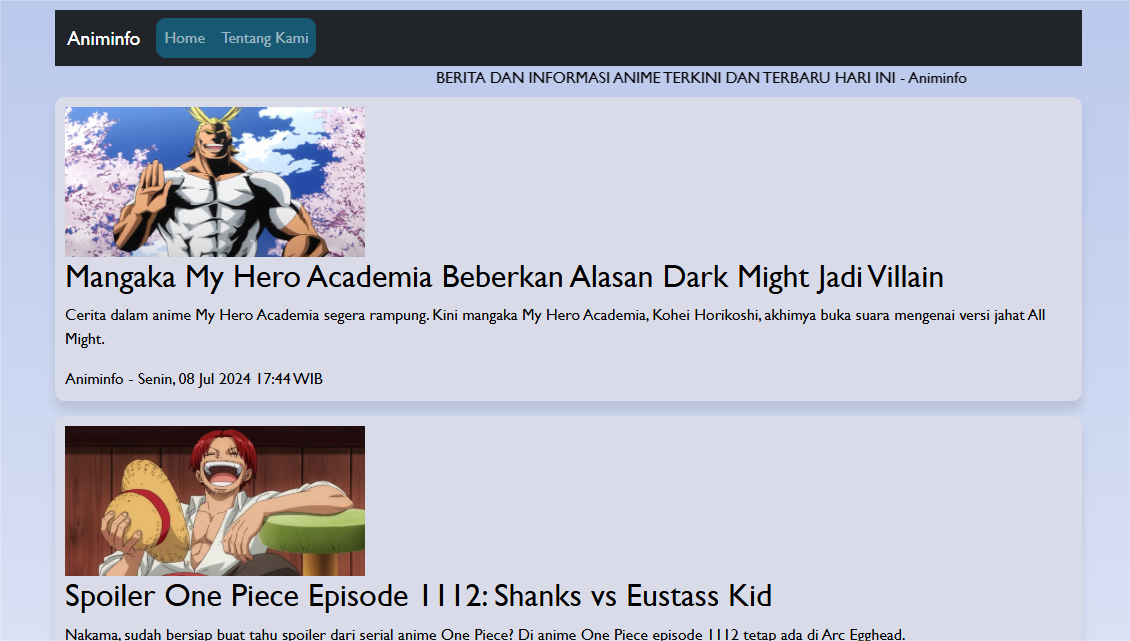 Animinfo Home Tentang Kami
BERITA DAN INFORMASI ANIME TERKINI DAN TERBARU HARI INI - Animinfo
Mangaka My Hero Academia Beberkan Alasan Dark Might Jadi Villain
Cerita dalam anime My Hero Academia segera rampung. Kini mangaka My Hero Academia, Kohei Horikoshi, akhirnya buka suara mengenai versi jahat All
Might.
Animinfo - Senin, 08 Jul 2024 17:44 WIB
Spoiler One Piece Episode 1112: Shanks vs Eustass Kid
Nakama, sudah bersiap buat tahu spoiler dari serial anime One Piece? Di anime One Piece episode 1112 tetap ada di Arc Egghead.